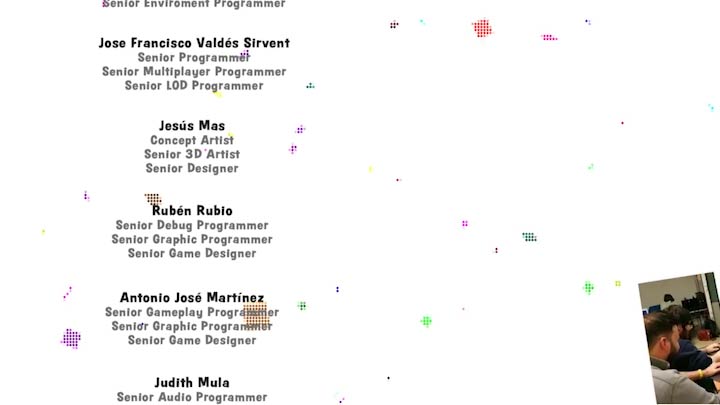 Senior Enviroment Programmer
Jose Francisco Valdés Sirvent
Senior Programmer
Senior Multiplayer Programmer
Senior LOD Programmer
Jesús Mas
Concept Artist
Senior 3D Artist
Senior Designer
Rubén Rubio
Senior Debug Programmer
Senior Graphic Programmer
Senior Game Designer
Antonio José Martínez
Senior Gameplay Programmer
Senior Graphic Programmer
Senior Game Designer
Judith Mula
Senior Audio Programmer